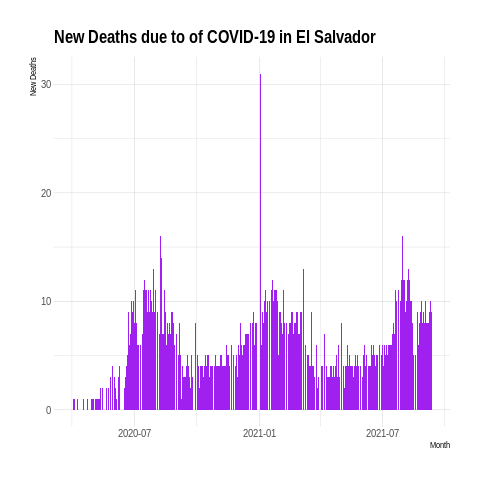 New Deaths due to of COVID-19 in El Salvador
New Deaths
30
20
10
0
2020-07
2021-01
2021-07
Month